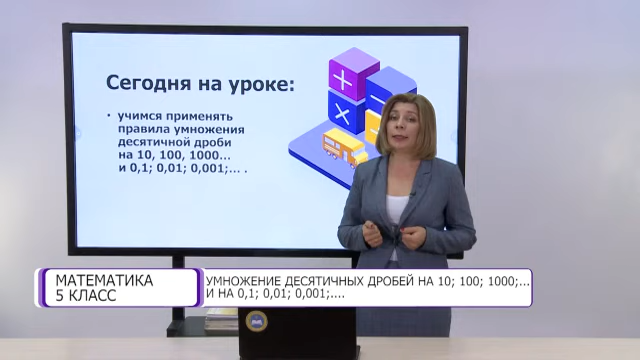 Сегодня на уроке:
• учимся применять
правила умножения
десятичной дроби
на 10, 100, 1000...
и 0,1; 0,01; 0,001;... .
МАТЕМАТИКА
5 КЛАСС
УМНОЖЕНИЕ ДЕСЯТИЧНЫХ ДРОБЕЙ НА 10; 100; 1000;...
И НА 0,1; 0,01; 0,001;....